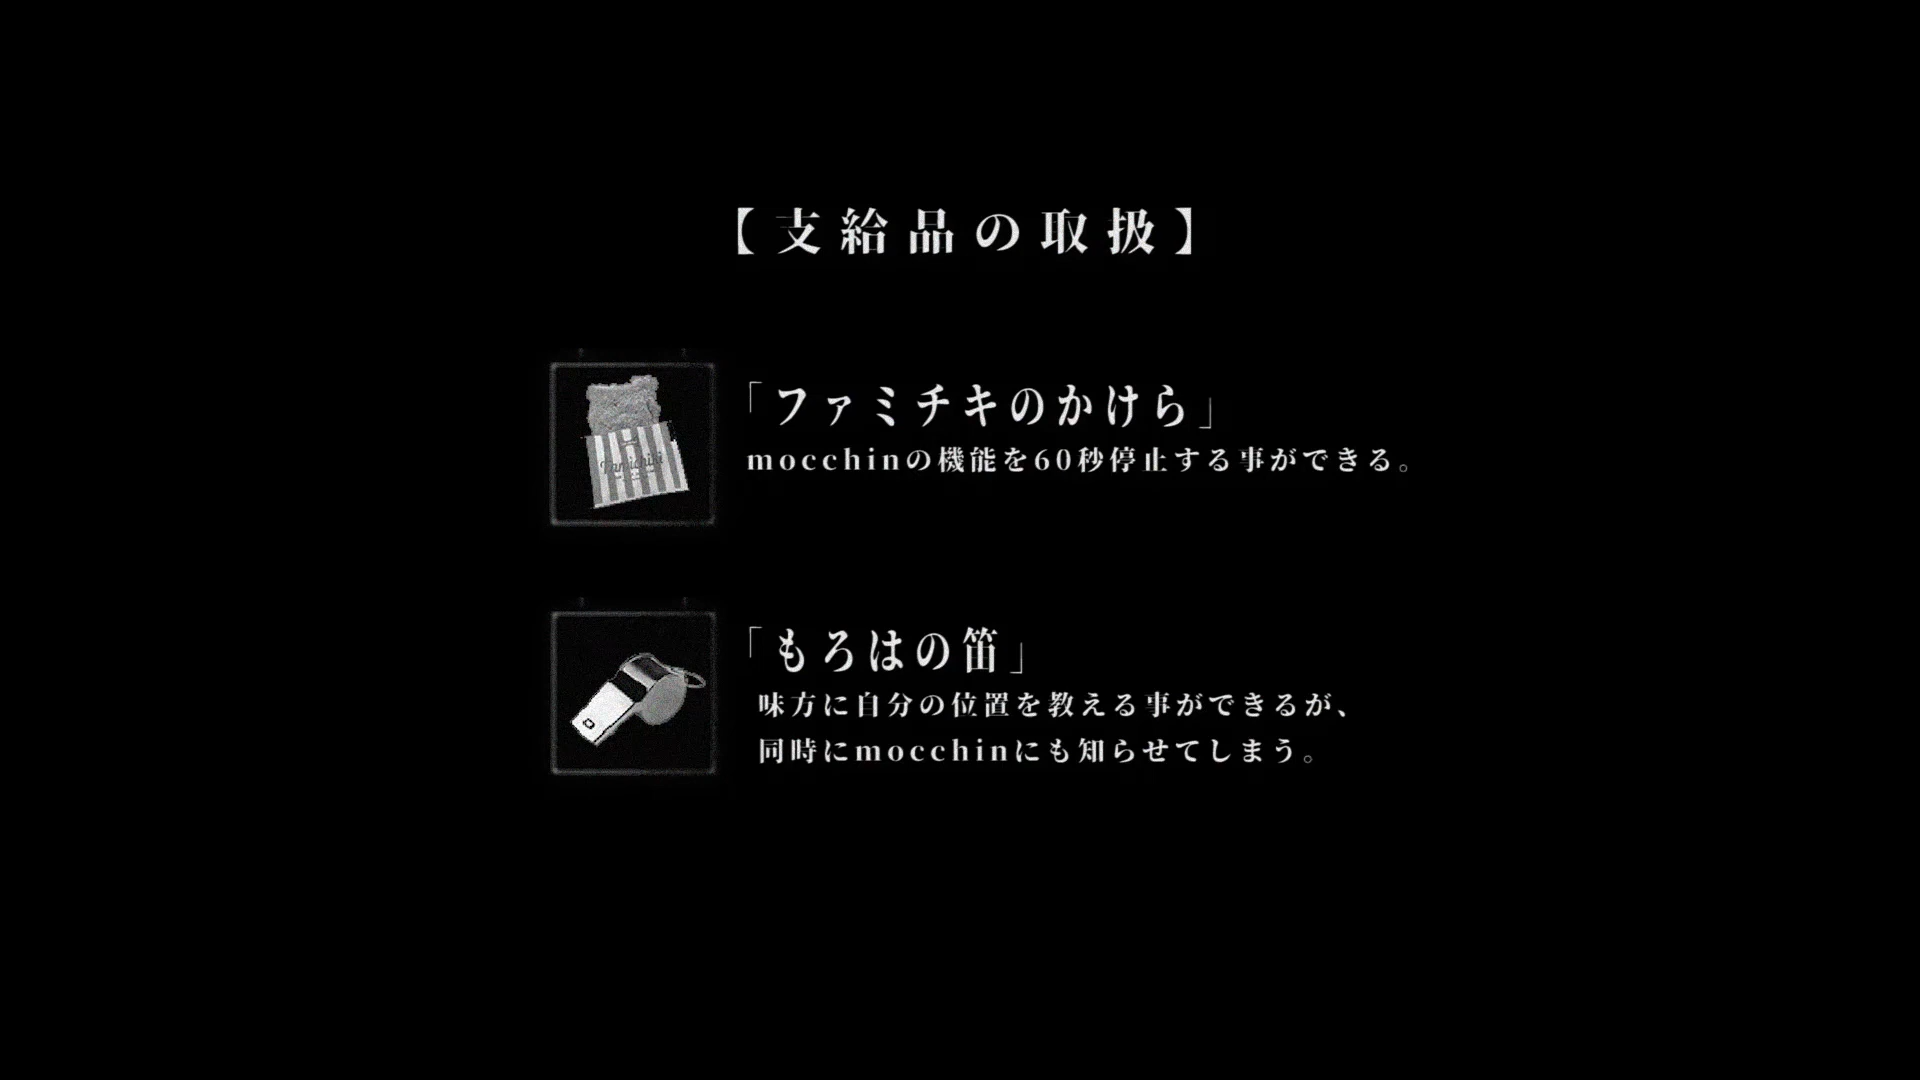 【支給品の取扱】
「ファミチキのかけら」
mocchinの機能を60秒停止する事ができる。
「もろはの笛」
味方に自分の位置を教える事ができるが、
同時にmocchinにも知らせてしまう。